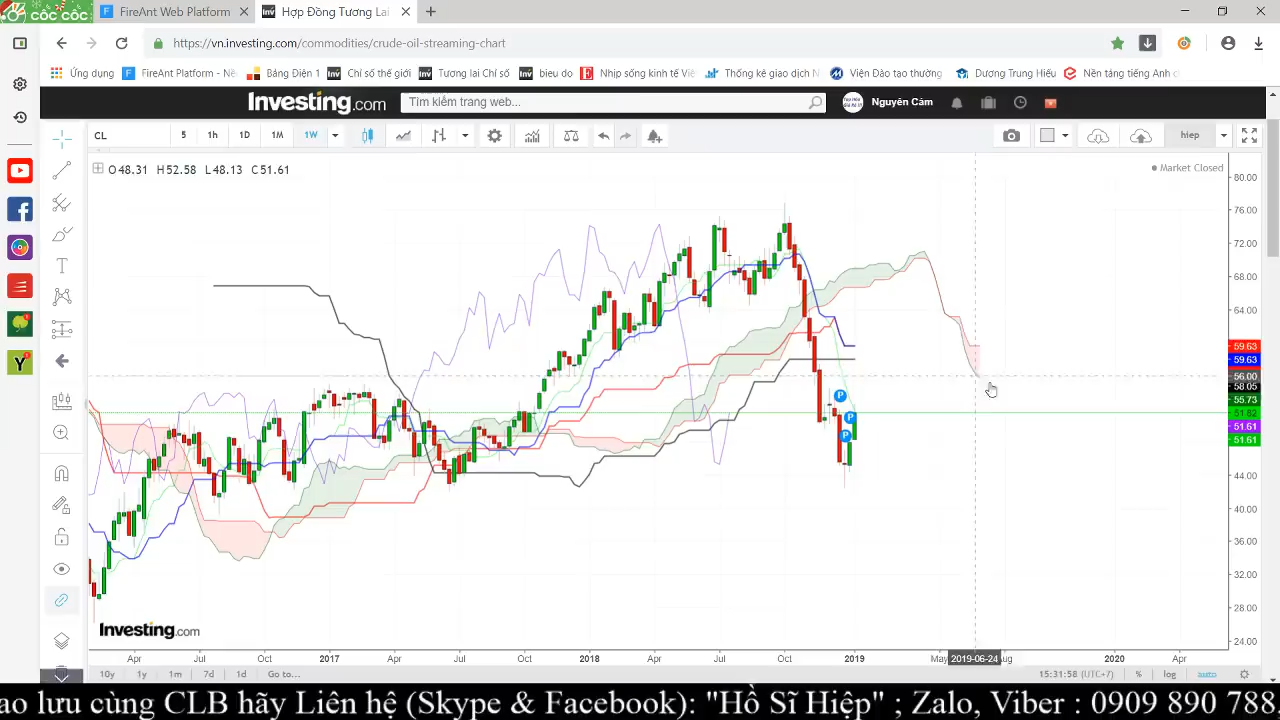 CỐC CỐC
FireAnt Web Platform
Hợp Đồng Tương Lai
https://vn.investing.com/commodities/crude-oil-streaming-chart
Ứng dụng
FireAnt Platform - Nề
Bảng Điện 1
Chỉ số thế giới
Tương lai Chỉ số
bieu do
Nhịp sống kinh tế Việ
Thống kê giao dịch N
Viện Đào tạo thương
Dương Trung Hiếu
Nền tảng tiếng Anh c
Investing.com
Tìm kiếm trang web...
Nguyên Cảm
CL
5
1h
1D
1M
1W
hiep
O48.31 H52.58 L48.13 C51.61
Market Closed
80.00
76.00
72.00
68.00
64.00
59.63
59.63
56.00
58.05
55.73
51.82
51.61
51.61
44.00
40.00
36.00
32.00
28.00
24.00
P
P
P
Investing.com
Apr
Jul
Oct
2017
Apr
Jul
Oct
2018
Apr
Jul
Oct
2019
May
2019-06-24
ug
2020
Apr
10y
1y
1m
7d
1d
Go to...
15:31:58 (UTC+7)
%
log
auto
ao lưu cùng CLB hãy Liên hệ (Skype & Facebook): "Hồ Sĩ Hiệp" ; Zalo, Viber : 0909 890 788.